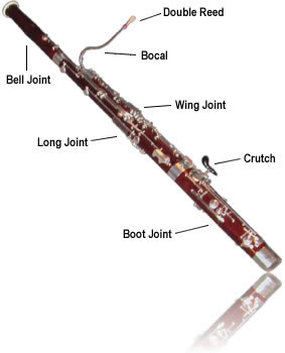 Double Reed
Bocal
Bell Joint
Wing Joint
Long Joint
Crutch
Boot Joint